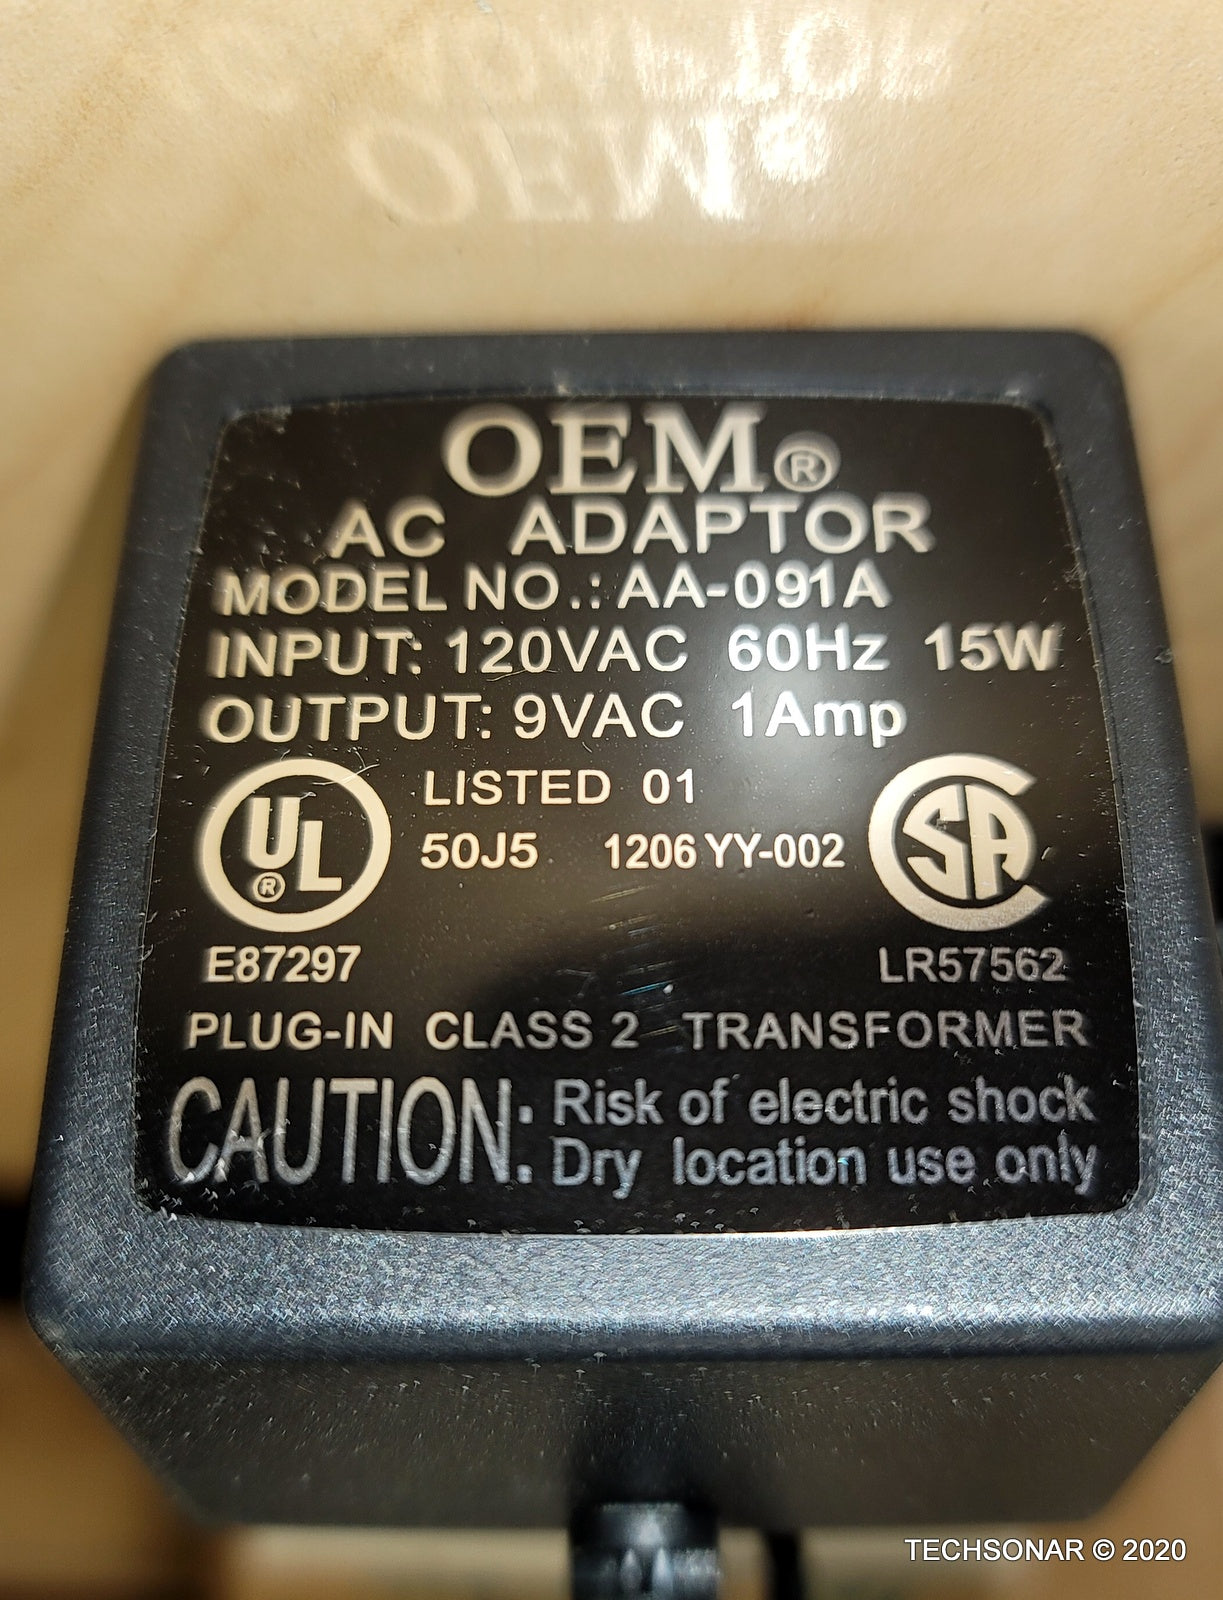 OEM®
AC ADAPTOR
MODEL NO.: AA-091A
INPUT: 120VAC 60Hz 15W
OUTPUT: 9VAC 1Amp
UL® LISTED 01 SA
50J5 1206 YY-002
E87297 LR57562
PLUG-IN CLASS 2 TRANSFORMER
CAUTION: Risk of electric shock
Dry location use only
TECHSONAR © 2020